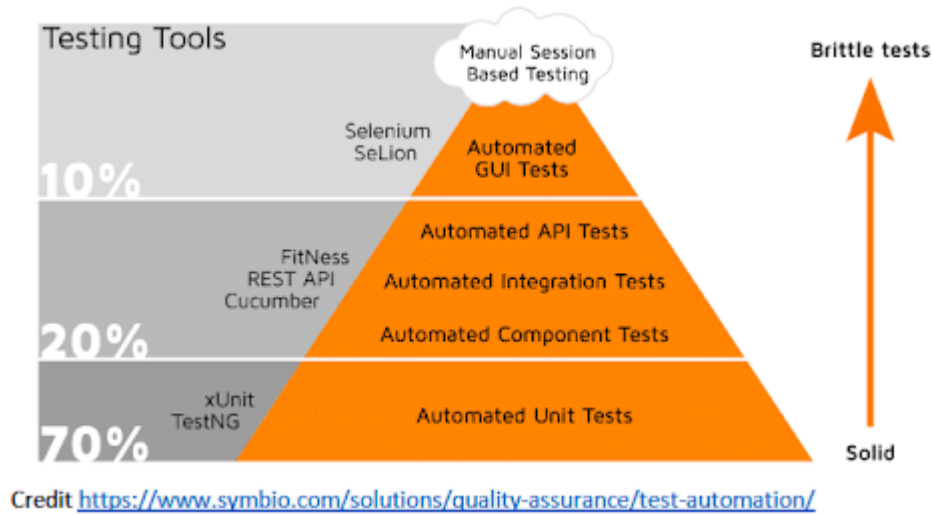 Testing Tools
Manual Session
Based Testing
Brittle tests
Selenium
SeLion
Automated
GUI Tests
10%
FitNess
REST API
Cucumber
Automated API Tests
Automated Integration Tests
Automated Component Tests
20%
xUnit
TestNG
Automated Unit Tests
70%
Solid
Credit https://www.symbio.com/solutions/quality-assurance/test-automation/